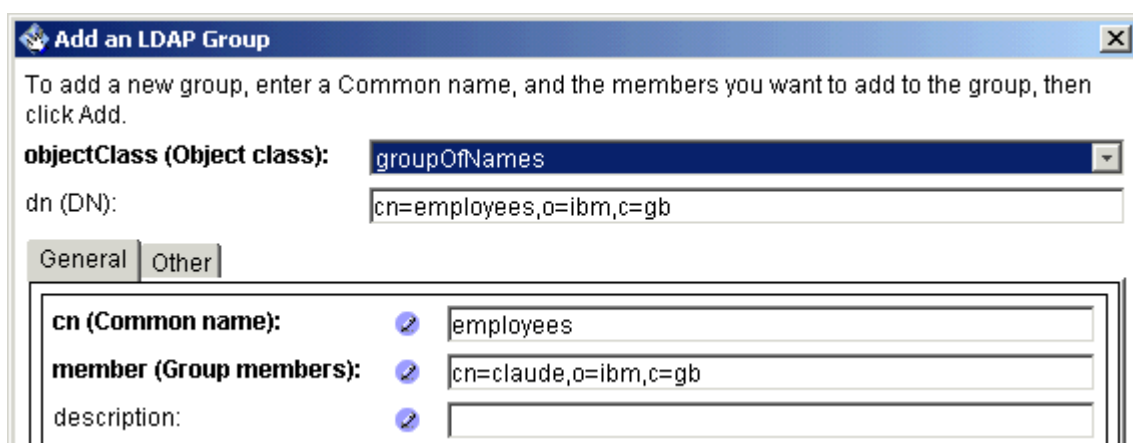 Add an LDAP Group
To add a new group, enter a Common name, and the members you want to add to the group, then
click Add.
objectClass (Object class): groupOfNames
dn (DN): cn=employees,o=ibm,c=gb
General Other
cn (Common name): employees
member (Group members): cn=claude,o=ibm,c=gb
description: